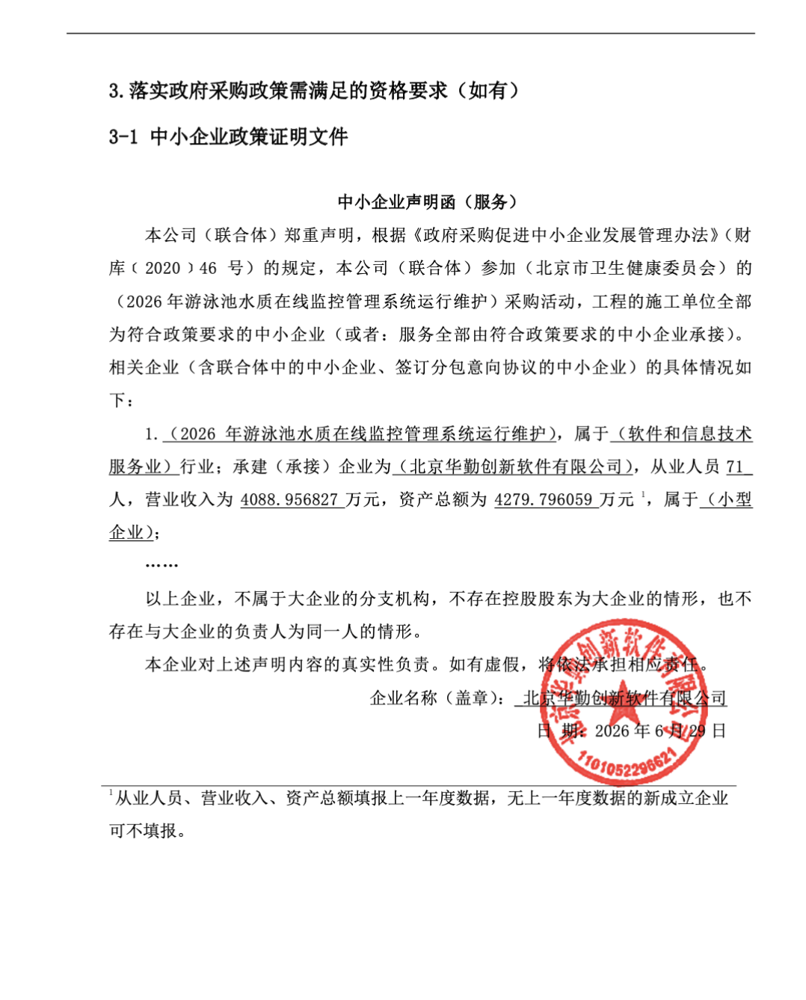 3.落实政府采购政策需满足的资格要求（如有）
3-1 中小企业政策证明文件
中小企业声明函（服务）
本公司（联合体）郑重声明，根据《政府采购促进中小企业发展管理办法》（财
库﹝2020﹞46 号）的规定，本公司（联合体）参加（北京市卫生健康委员会）的
（2026年游泳池水质在线监控管理系统运行维护）采购活动，工程的施工单位全部
为符合政策要求的中小企业（或者：服务全部由符合政策要求的中小企业承接）。
相关企业（含联合体中的中小企业、签订分包意向协议的中小企业）的具体情况如
下：
1.（2026 年游泳池水质在线监控管理系统运行维护），属于（软件和信息技术
服务业）行业；承建（承接）企业为（北京华勤创新软件有限公司），从业人员 71
人，营业收入为 4088.956827 万元，资产总额为 4279.796059 万元 1，属于（小型
企业）；
……
以上企业，不属于大企业的分支机构，不存在控股股东为大企业的情形，也不
存在与大企业的负责人为同一人的情形。
本企业对上述声明内容的真实性负责。如有虚假，将依法承担相应责任。
企业名称（盖章）： 北京华勤创新软件有限公司
日 期：2026 年 6 月 29 日
北京华勤创新软件有限公司
1101052296621
1 从业人员、营业收入、资产总额填报上一年度数据，无上一年度数据的新成立企业
可不填报。